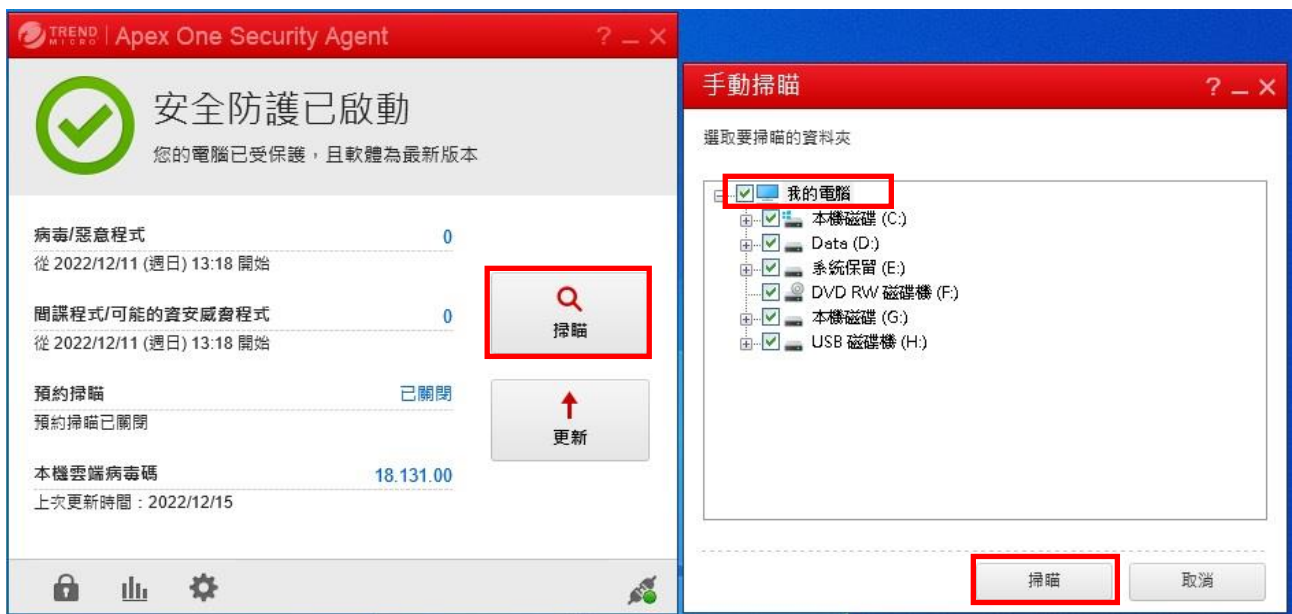 TREND MICRO | Apex One Security Agent
安全防護已啟動
您的電腦已受保護，且軟體為最新版本
病毒/惡意程式 0
從 2022/12/11 (週日) 13:18 開始
間諜程式/可能的資安威脅程式 0
從 2022/12/11 (週日) 13:18 開始
掃瞄
預約掃瞄 已關閉
預約掃瞄已關閉
更新
本機雲端病毒碼 18.131.00
上次更新時間：2022/12/15
手動掃瞄
選取要掃瞄的資料夾
我的電腦
本機磁碟 (C:)
Data (D:)
系統保留 (E:)
DVD RW 磁碟機 (F:)
本機磁碟 (G:)
USB 磁碟機 (H:)
掃瞄 取消